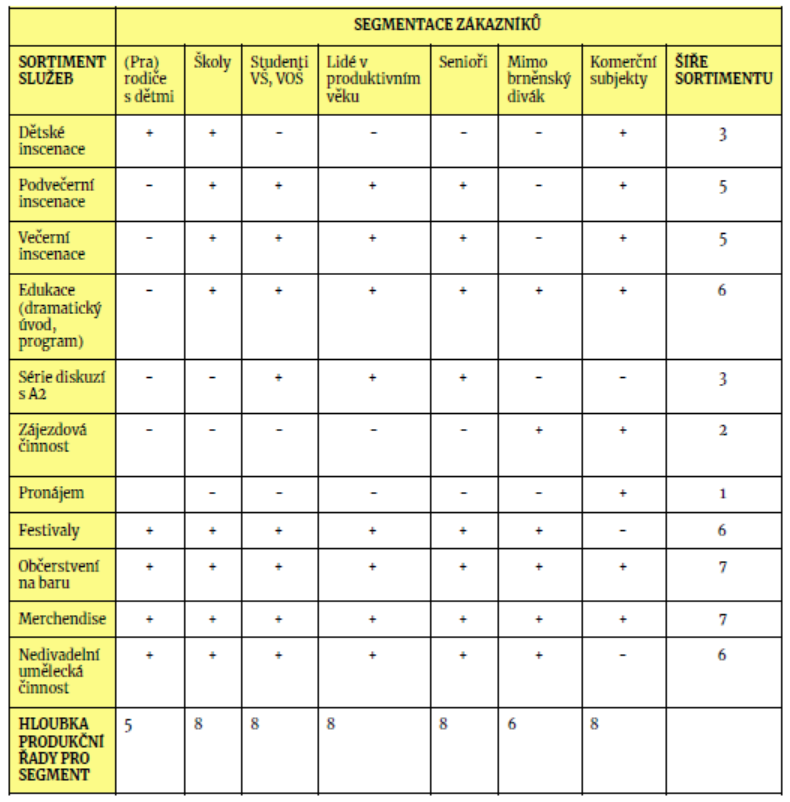 SEGMENTACE ZÁKAZNÍKŮ
SORTIMENT SLUŽEB | (Pra) rodiče s dětmi | Školy | Studenti VŠ, VOŠ | Lidé v produktivním věku | Senioři | Mimo brněnský divák | Komerční subjekty | ŠÍŘE SORTIMENTU
Dětské inscenace | + | + | - | - | - | - | + | 3
Podvečerní inscenace | - | + | + | + | + | - | + | 5
Večerní inscenace | - | + | + | + | + | - | + | 5
Edukace (dramatický úvod, program) | - | + | + | + | + | + | + | 6
Série diskuzí s A2 | - | - | + | + | + | - | - | 3
Zájezdová činnost | - | - | - | - | - | + | + | 2
Pronájem | | - | - | - | - | - | + | 1
Festivaly | + | + | + | + | + | + | - | 6
Občerstvení na baru | + | + | + | + | + | + | + | 7
Merchendise | + | + | + | + | + | + | + | 7
Nedivadelní umělecká činnost | + | + | + | + | + | + | - | 6
HLOUBKA PRODUKČNÍ ŘADY PRO SEGMENT | 5 | 8 | 8 | 8 | 8 | 6 | 8 |